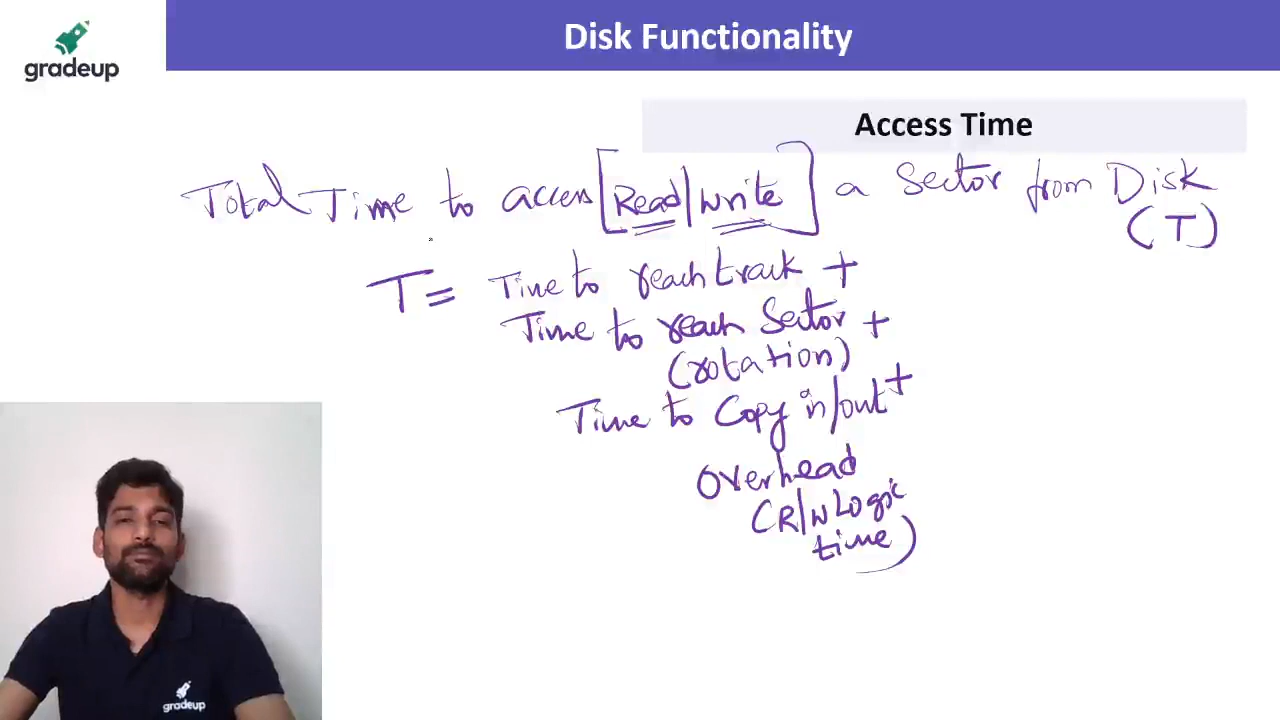 gradeup
Disk Functionality
Access Time
Total Time to access [Read|write] a Sector from Disk
(T)
T = Time to reach track +
Time to reach Sector +
(rotation)
Time to Copy in/out +
Overhead
(R/W Logic
time)
gradeup